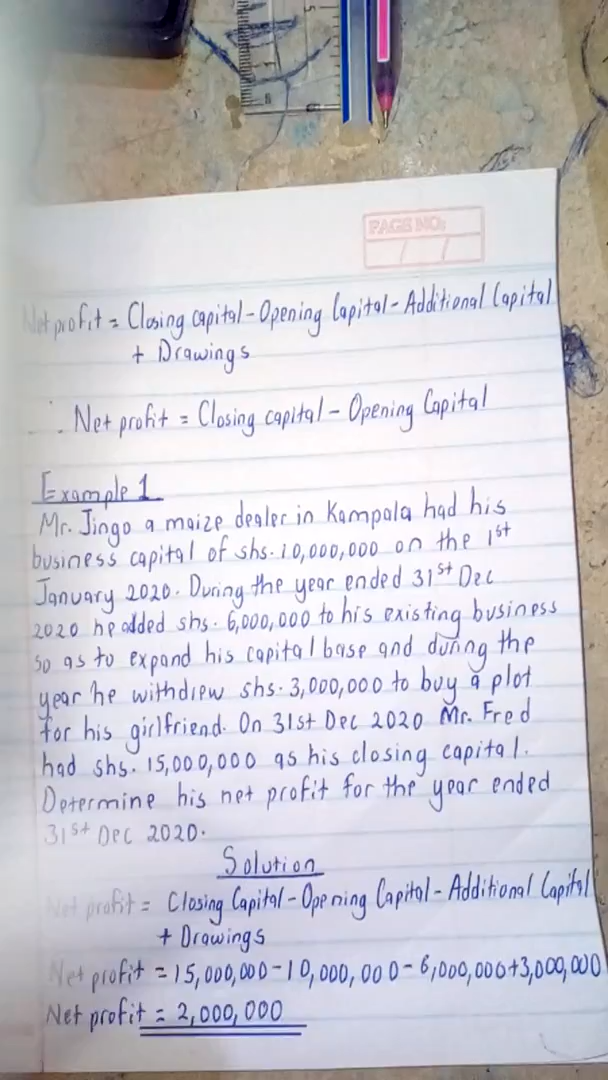 PAGE NO:
Net profit = Closing capital - Opening Capital - Additional Capital
+ Drawings
∴ Net profit = Closing capital - Opening Capital
Example 1
Mr. Jingo a maize dealer in Kampala had his
business capital of shs. 10,000,000 on the 1st
January 2020. During the year ended 31st Dec
2020 he added shs. 6,000,000 to his existing business
so as to expand his capital base and during the
year he withdrew shs. 3,000,000 to buy a plot
for his girlfriend. On 31st Dec 2020 Mr. Fred
had shs. 15,000,000 as his closing capital.
Determine his net profit for the year ended
31st Dec 2020.
Solution
Net profit = Closing Capital - Opening Capital - Additional Capital
+ Drawings
Net profit = 15,000,000 - 10,000,000 - 6,000,000 + 3,000,000
Net profit = 2,000,000